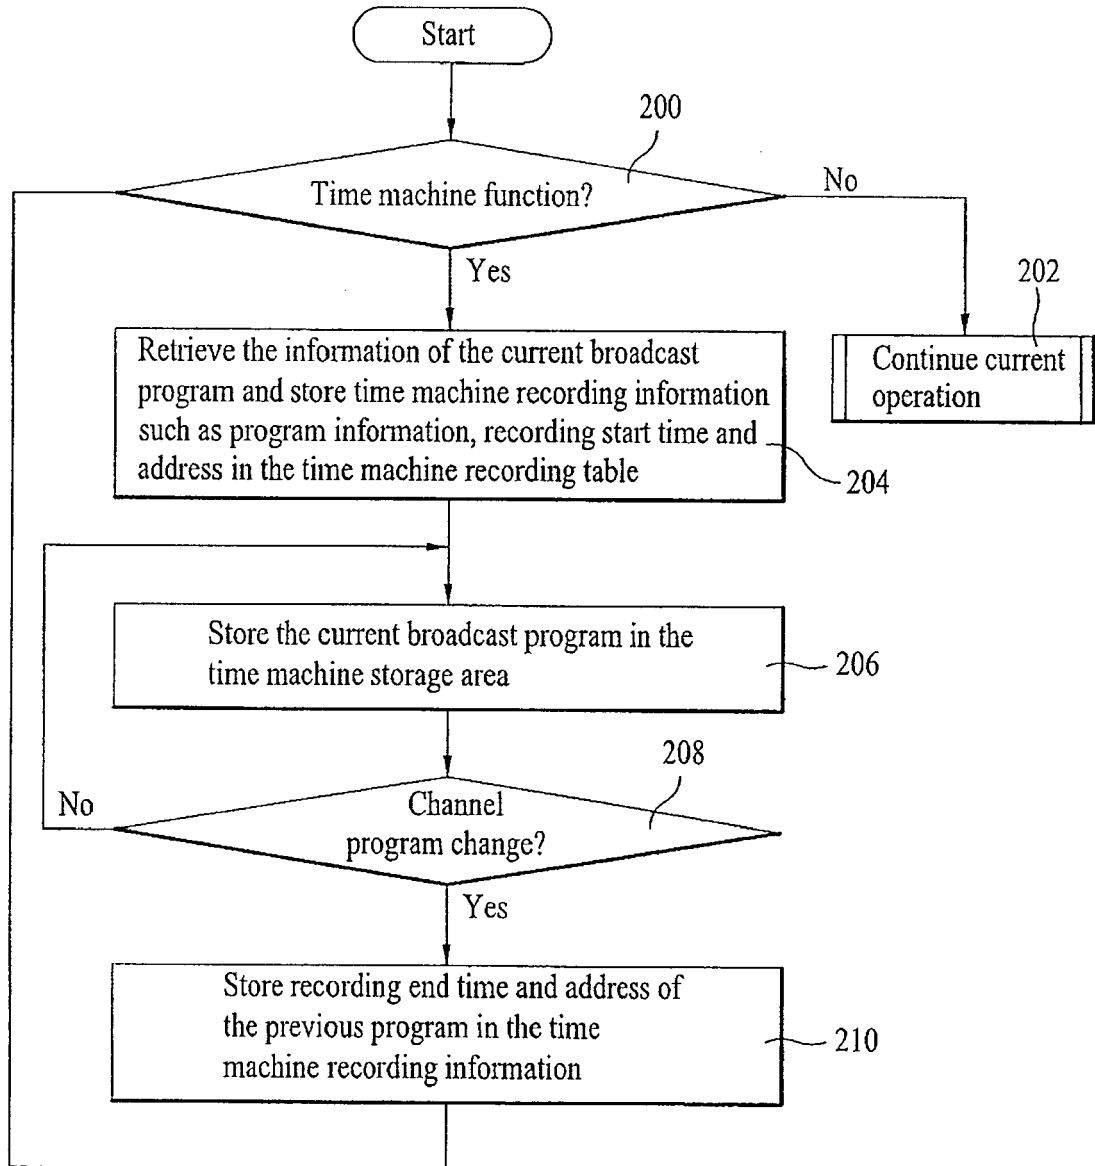 Start
200
Time machine function?
No
Yes
202
Continue current
operation
Retrieve the information of the current broadcast
program and store time machine recording information
such as program information, recording start time and
address in the time machine recording table
204
Store the current broadcast program in the
time machine storage area
206
208
No
Channel
program change?
Yes
Store recording end time and address of
the previous program in the time
machine recording information
210